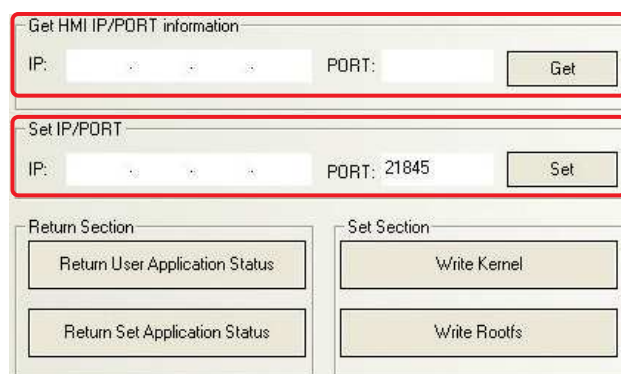 Get HMI IP/PORT information
IP: . . . PORT: Get
Set IP/PORT
IP: . . . PORT: 21845 Set
Return Section Set Section
Return User Application Status Write Kernel
Return Set Application Status Write Rootfs